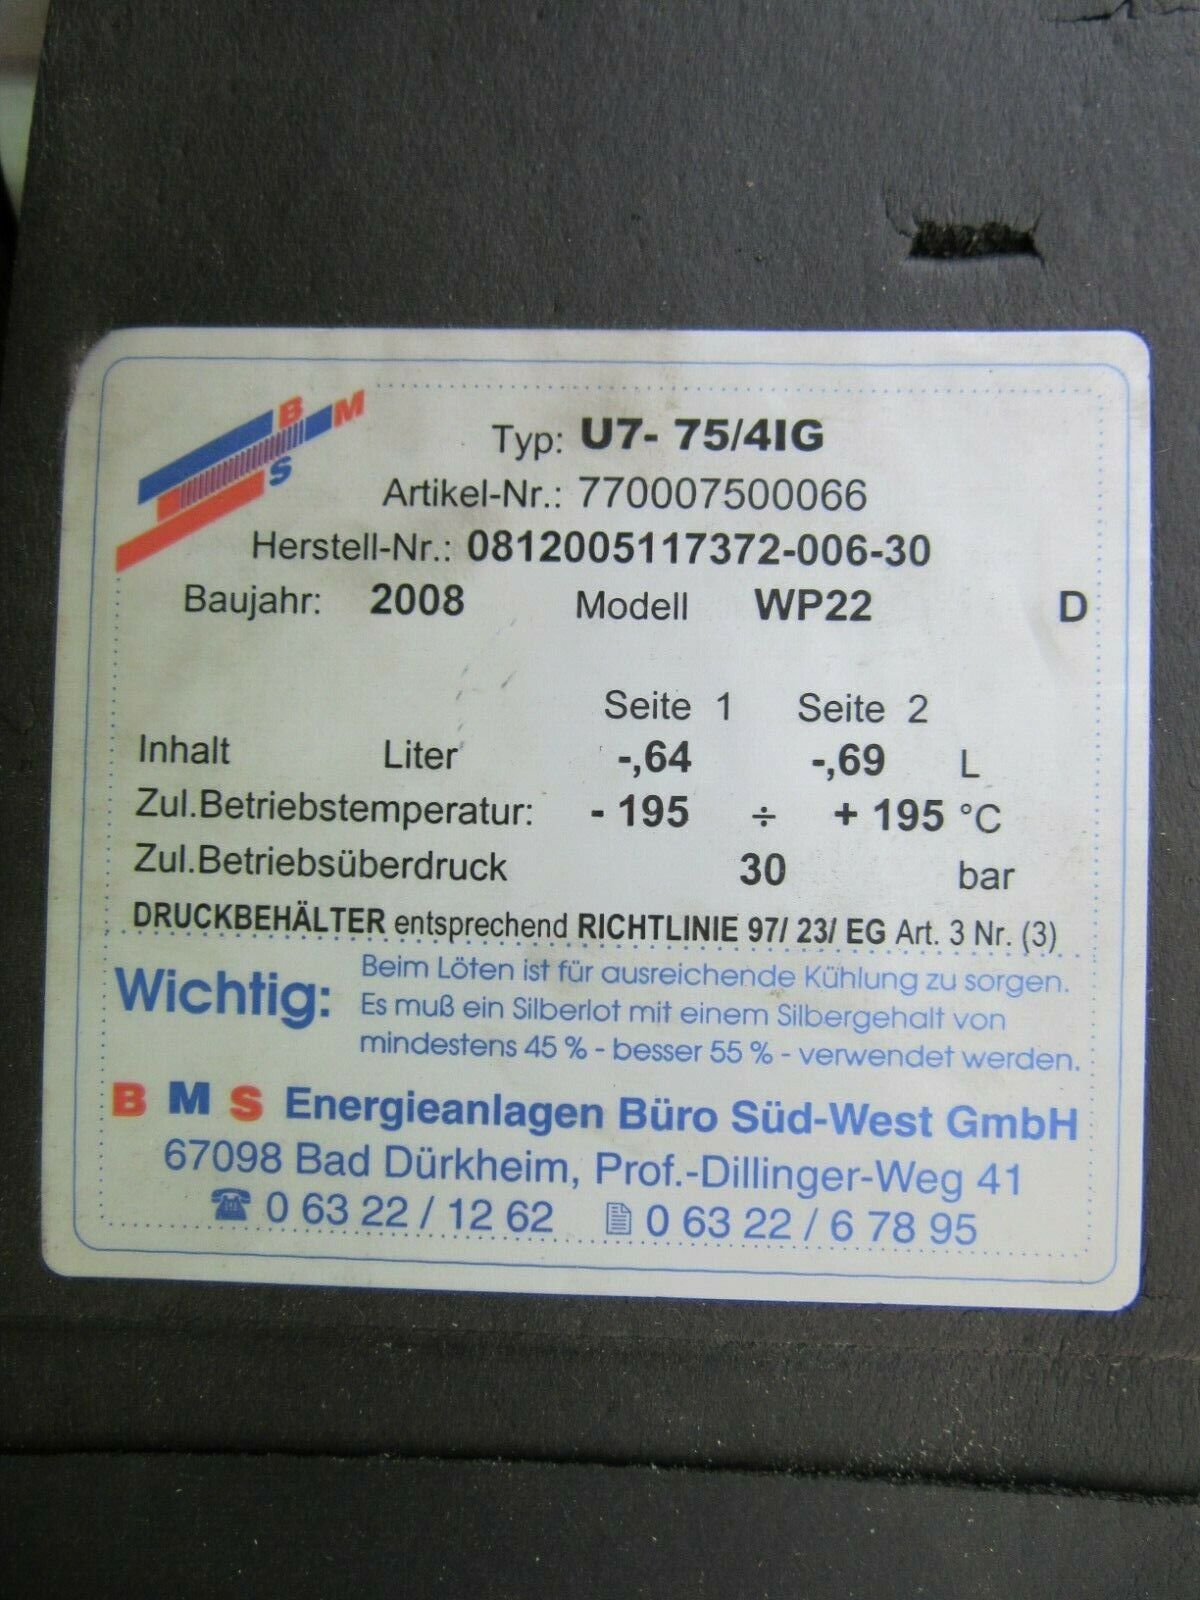 B M
S
Typ: U7- 75/4IG
Artikel-Nr.: 770007500066
Herstell-Nr.: 0812005117372-006-30
Baujahr: 2008 Modell WP22 D
Seite 1 Seite 2
Inhalt Liter -,64 -,69 L
Zul.Betriebstemperatur: - 195 ÷ + 195 °C
Zul.Betriebsüberdruck 30 bar
DRUCKBEHÄLTER entsprechend RICHTLINIE 97/ 23/ EG Art. 3 Nr. (3)
Wichtig: Beim Löten ist für ausreichende Kühlung zu sorgen.
Es muß ein Silberlot mit einem Silbergehalt von
mindestens 45 % - besser 55 % - verwendet werden.
B M S Energieanlagen Büro Süd-West GmbH
67098 Bad Dürkheim, Prof.-Dillinger-Weg 41
☎ 0 63 22 / 12 62 0 63 22 / 6 78 95